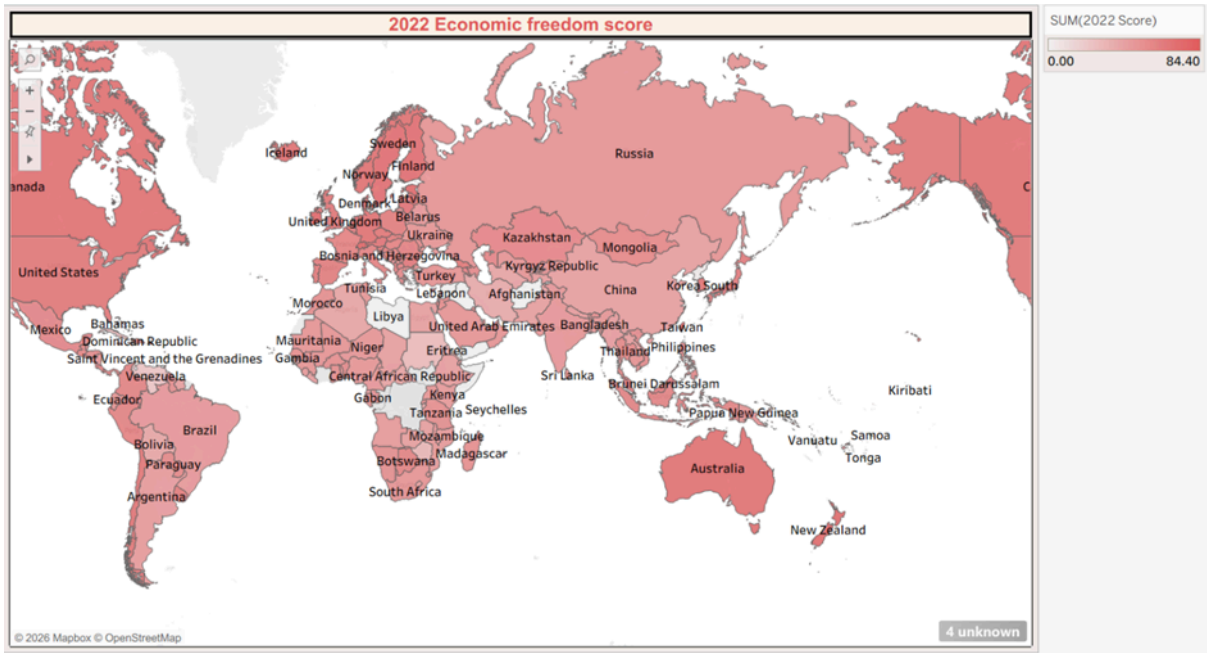 2022 Economic freedom score
SUM(2022 Score)
0.00 84.40
Iceland
Sweden
Finland
Norway
Russia
Denmark
Latvia
anada
C
Belarus
United Kingdom
Ukraine
Kazakhstan
Mongolia
Bosnia and Herzegovina
Kyrgyz Republic
United States
Turkey
Korea South
Tunisia
Lebanon
Afghanistan
China
Morocco
Libya
Bahamas
Mexico
United Arab Emirates
Bangladesh
Taiwan
Dominican Republic
Mauritania
Niger
Eritrea
Thailand
Philippines
Saint Vincent and the Grenadines
Gambia
Venezuela
Central African Republic
Sri Lanka
Brunei Darussalam
Kiribati
Ecuador
Gabon
Kenya
Tanzania
Seychelles
Papua New Guinea
Brazil
Mozambique
Vanuatu
Samoa
Bolivia
Madagascar
Tonga
Paraguay
Botswana
Australia
Argentina
South Africa
New Zealand
© 2026 Mapbox © OpenStreetMap
4 unknown